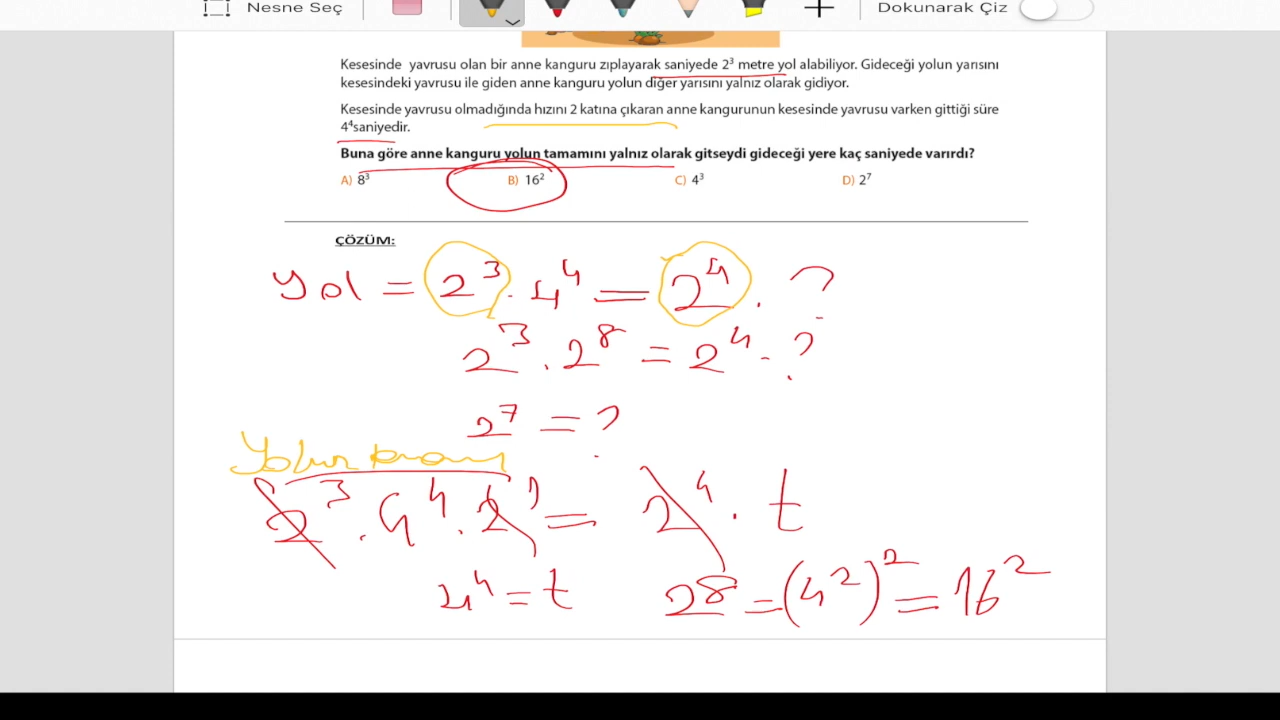 Nesne Seç
Dokunarak Çiz
Kesesinde yavrusu olan bir anne kanguru zıplayarak saniyede 2³ metre yol alabiliyor. Gideceği yolun yarısını
kesesindeki yavrusu ile giden anne kanguru yolun diğer yarısını yalnız olarak gidiyor.
Kesesinde yavrusu olmadığında hızını 2 katına çıkaran anne kangurunun kesesinde yavrusu varken gittiği süre
4⁴saniyedir.
Buna göre anne kanguru yolun tamamını yalnız olarak gitseydi gideceği yere kaç saniyede varırdı?
A) 8³ B) 16² C) 4³ D) 2⁷
ÇÖZÜM:
Yol = 2³ . 4⁴ = 2⁴ . ?
2³ . 2⁸ = 2⁴ . ?
2⁷ = ?
Yolun
2³ . 4⁴ . 2¹ = 2⁴ . t
4⁴ = t 2⁸ = (4²)² = 16²